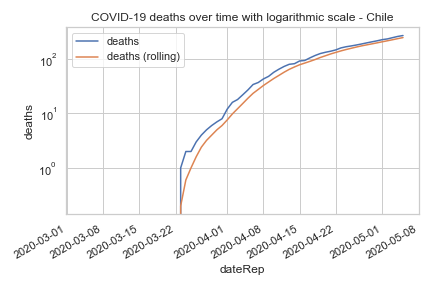 COVID-19 deaths over time with logarithmic scale - Chile
deaths
deaths (rolling)
10²
10¹
10⁰
deaths
2020-03-01
2020-03-08
2020-03-15
2020-03-22
2020-04-01
2020-04-08
2020-04-15
2020-04-22
2020-05-01
2020-05-08
dateRep